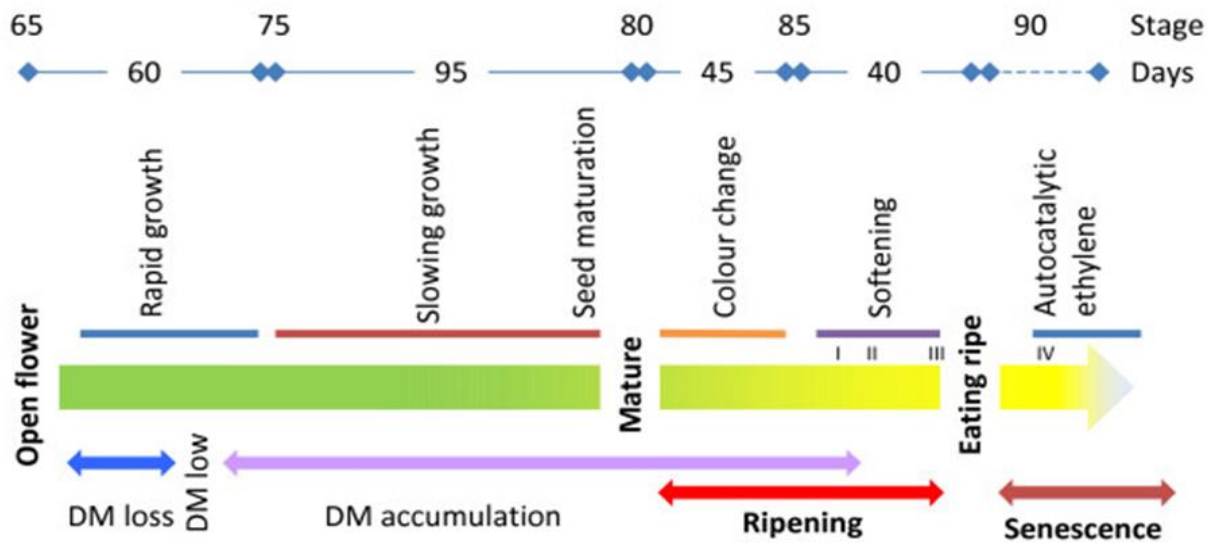 65 75 80 85 90 Stage
60 95 45 40 Days
Rapid growth
Slowing growth
Seed maturation
Colour change
Softening
Autocatalytic
ethylene
Open flower
Mature
Eating ripe
I II III IV
DM loss
DM low
DM accumulation
Ripening
Senescence